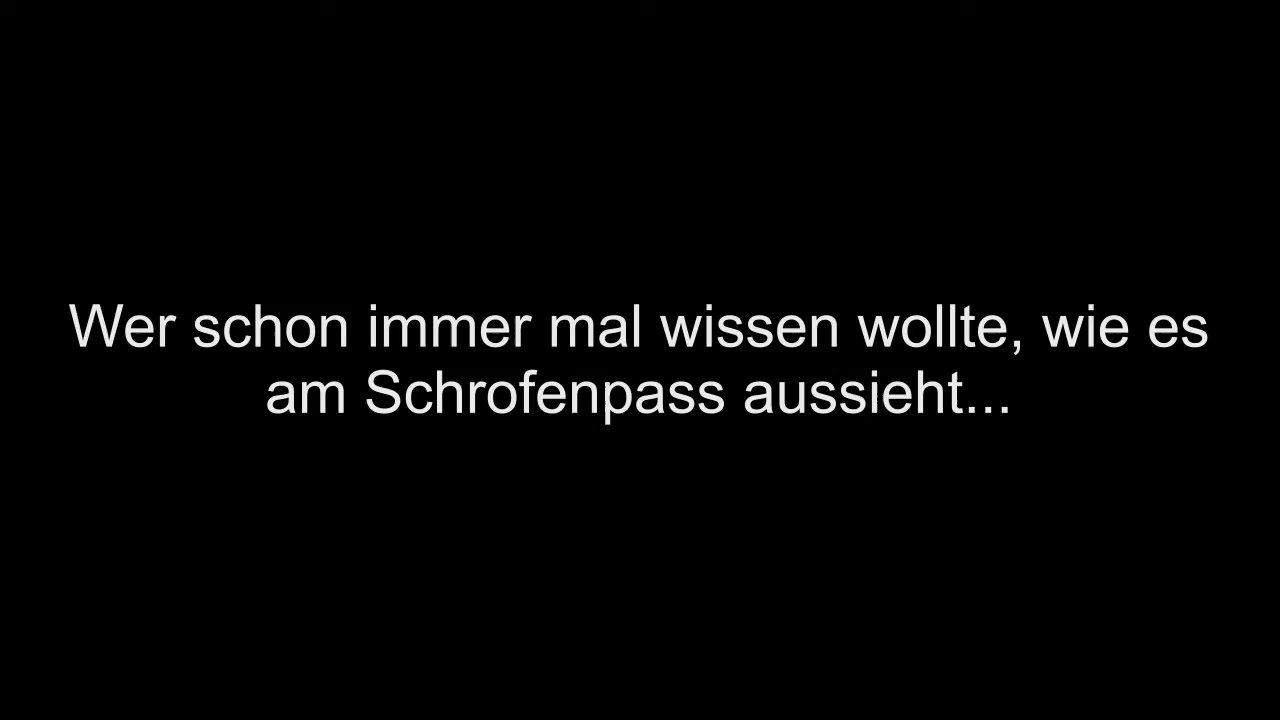 Wer schon immer mal wissen wollte, wie es
am Schrofenpass aussieht...